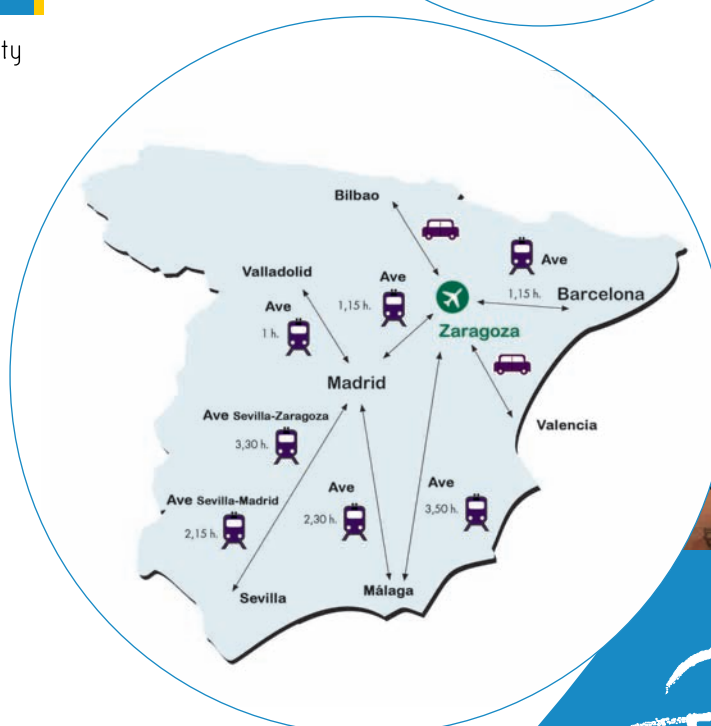 ty
Bilbao
Ave
1,15 h.
Barcelona
Valladolid
Ave
1,15 h.
Ave
1 h.
Zaragoza
Madrid
Ave Sevilla-Zaragoza
3,30 h.
Valencia
Ave Sevilla-Madrid
2,15 h.
Ave
2,30 h.
Ave
3,50 h.
Sevilla
Málaga